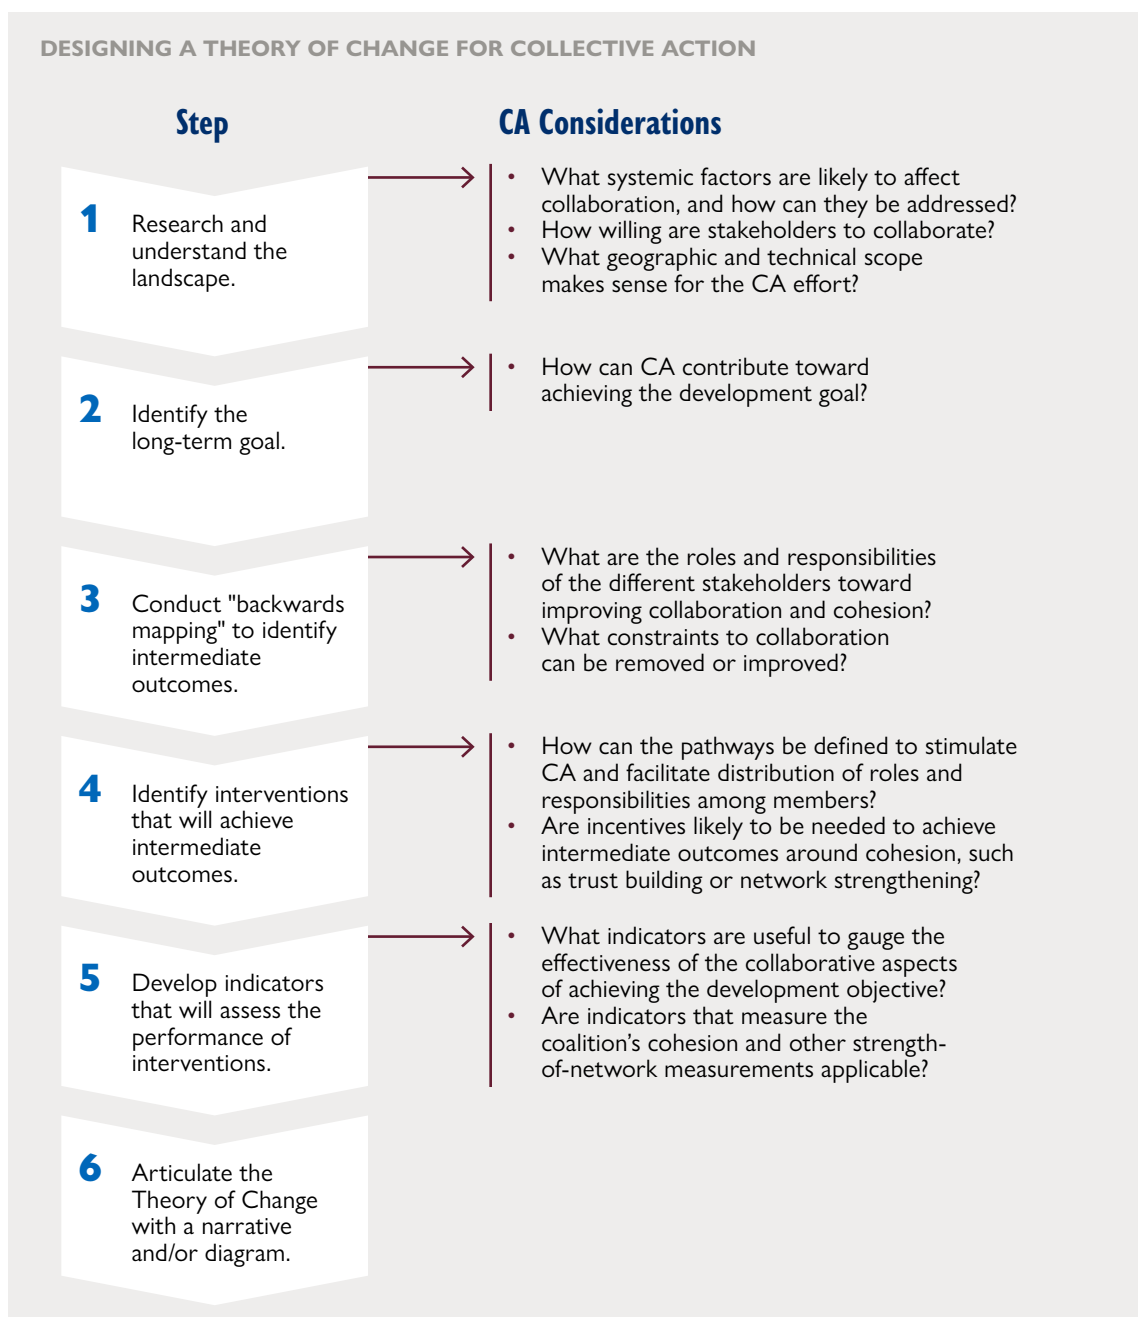 DESIGNING A THEORY OF CHANGE FOR COLLECTIVE ACTION
Step
CA Considerations
1
Research and
understand the
landscape.
• What systemic factors are likely to affect
collaboration, and how can they be addressed?
• How willing are stakeholders to collaborate?
• What geographic and technical scope
makes sense for the CA effort?
2
Identify the
long-term goal.
• How can CA contribute toward
achieving the development goal?
3
Conduct "backwards
mapping" to identify
intermediate
outcomes.
• What are the roles and responsibilities
of the different stakeholders toward
improving collaboration and cohesion?
• What constraints to collaboration
can be removed or improved?
4
Identify interventions
that will achieve
intermediate
outcomes.
• How can the pathways be defined to stimulate
CA and facilitate distribution of roles and
responsibilities among members?
• Are incentives likely to be needed to achieve
intermediate outcomes around cohesion, such
as trust building or network strengthening?
5
Develop indicators
that will assess the
performance of
interventions.
• What indicators are useful to gauge the
effectiveness of the collaborative aspects
of achieving the development objective?
• Are indicators that measure the
coalition’s cohesion and other strength-
of-network measurements applicable?
6
Articulate the
Theory of Change
with a narrative
and/or diagram.